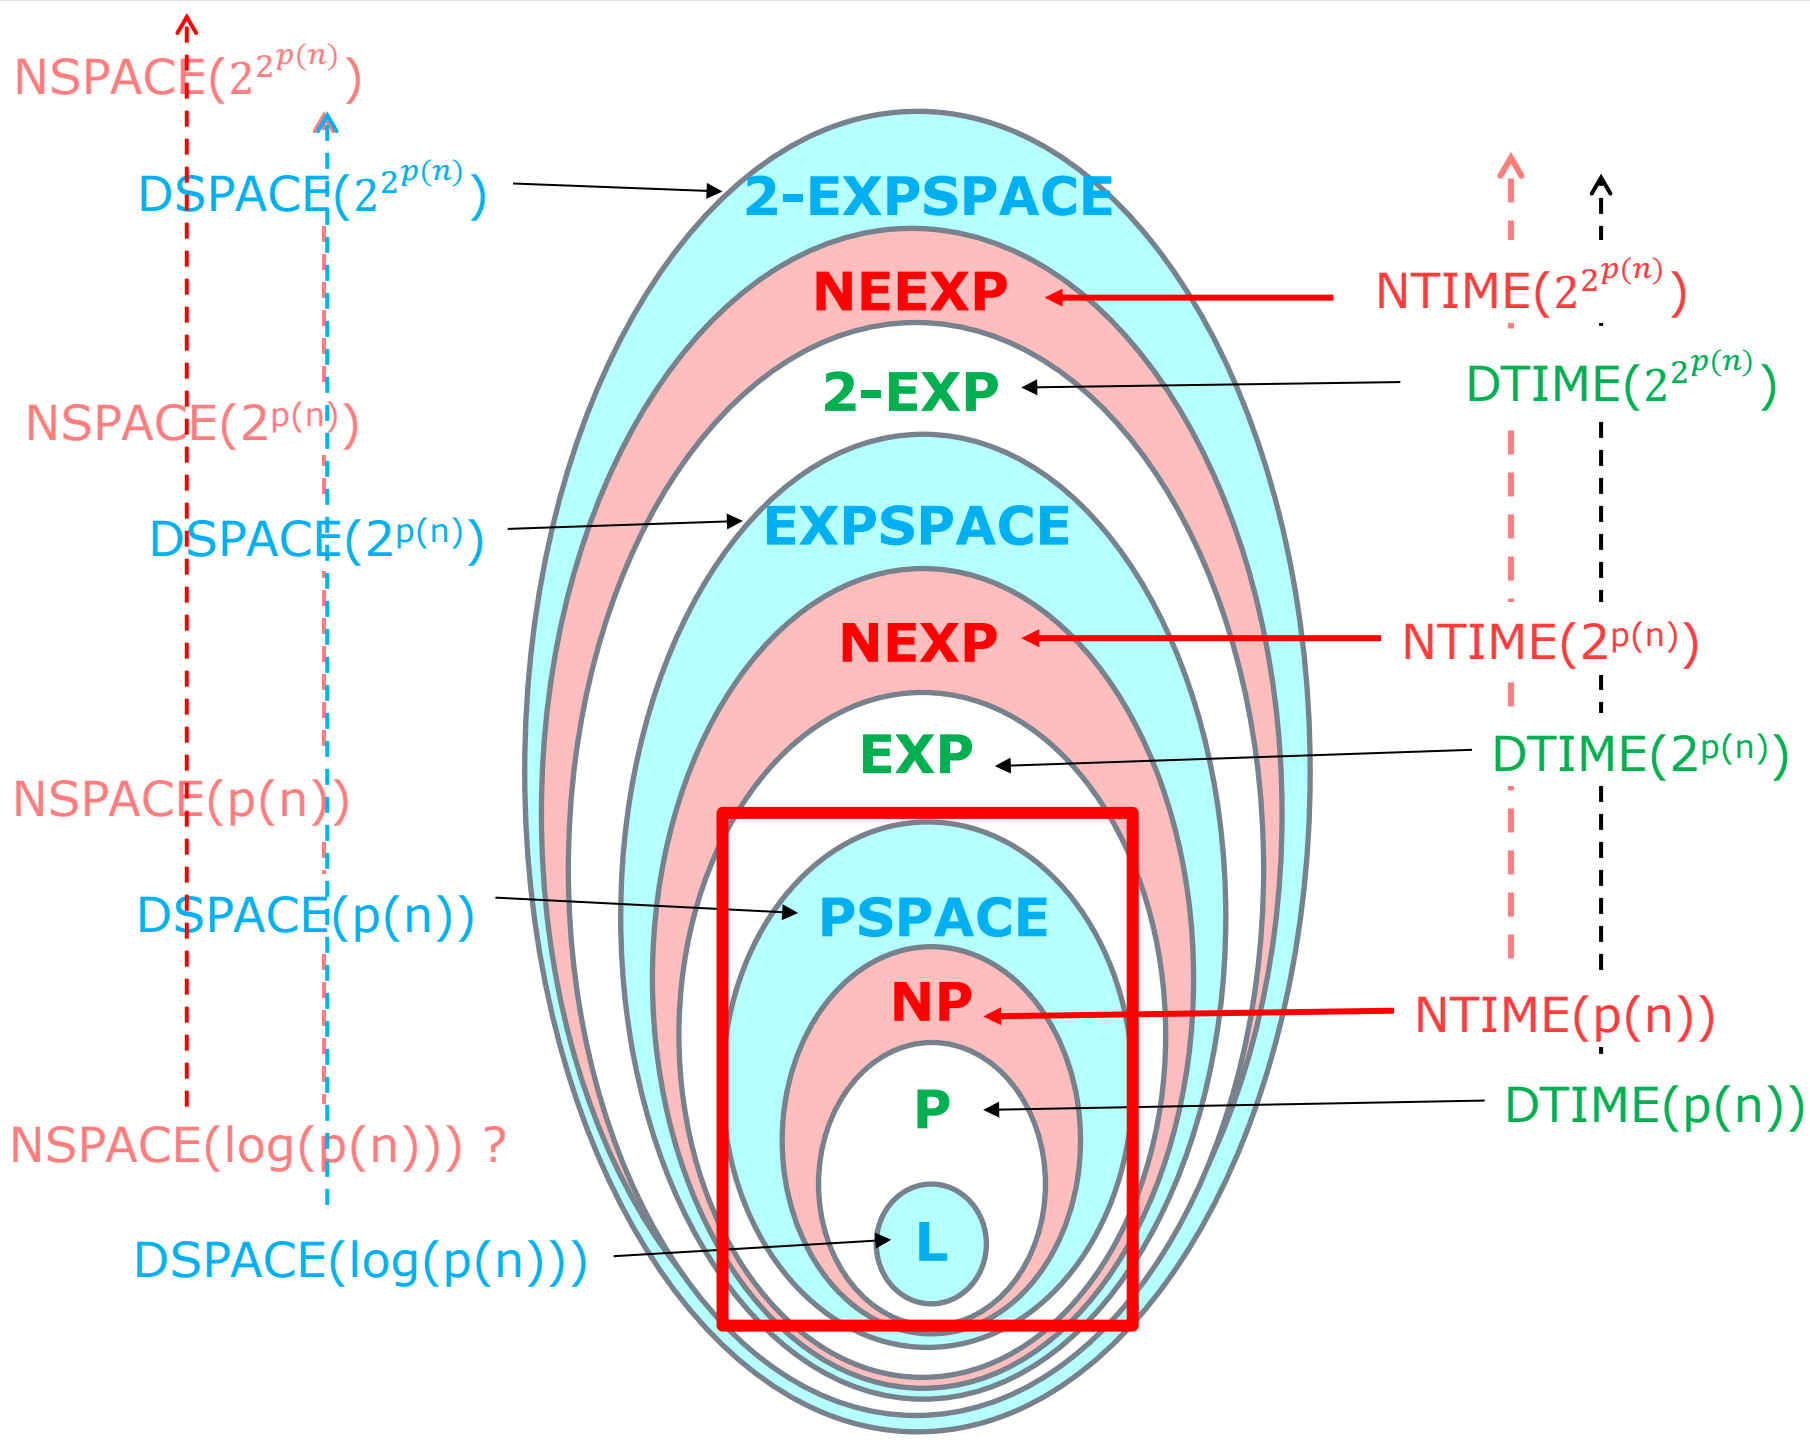 NSPACE(2^{2^{p(n)}})
DSPACE(2^{2^{p(n)}})
2-EXPSPACE
NEEXP
NTIME(2^{2^{p(n)}})
2-EXP
DTIME(2^{2^{p(n)}})
NSPACE(2^{p(n)})
DSPACE(2^{p(n)})
EXPSPACE
NEXP
NTIME(2^{p(n)})
EXP
DTIME(2^{p(n)})
NSPACE(p(n))
DSPACE(p(n))
PSPACE
NP
NTIME(p(n))
P
DTIME(p(n))
NSPACE(log(p(n))) ?
DSPACE(log(p(n)))
L